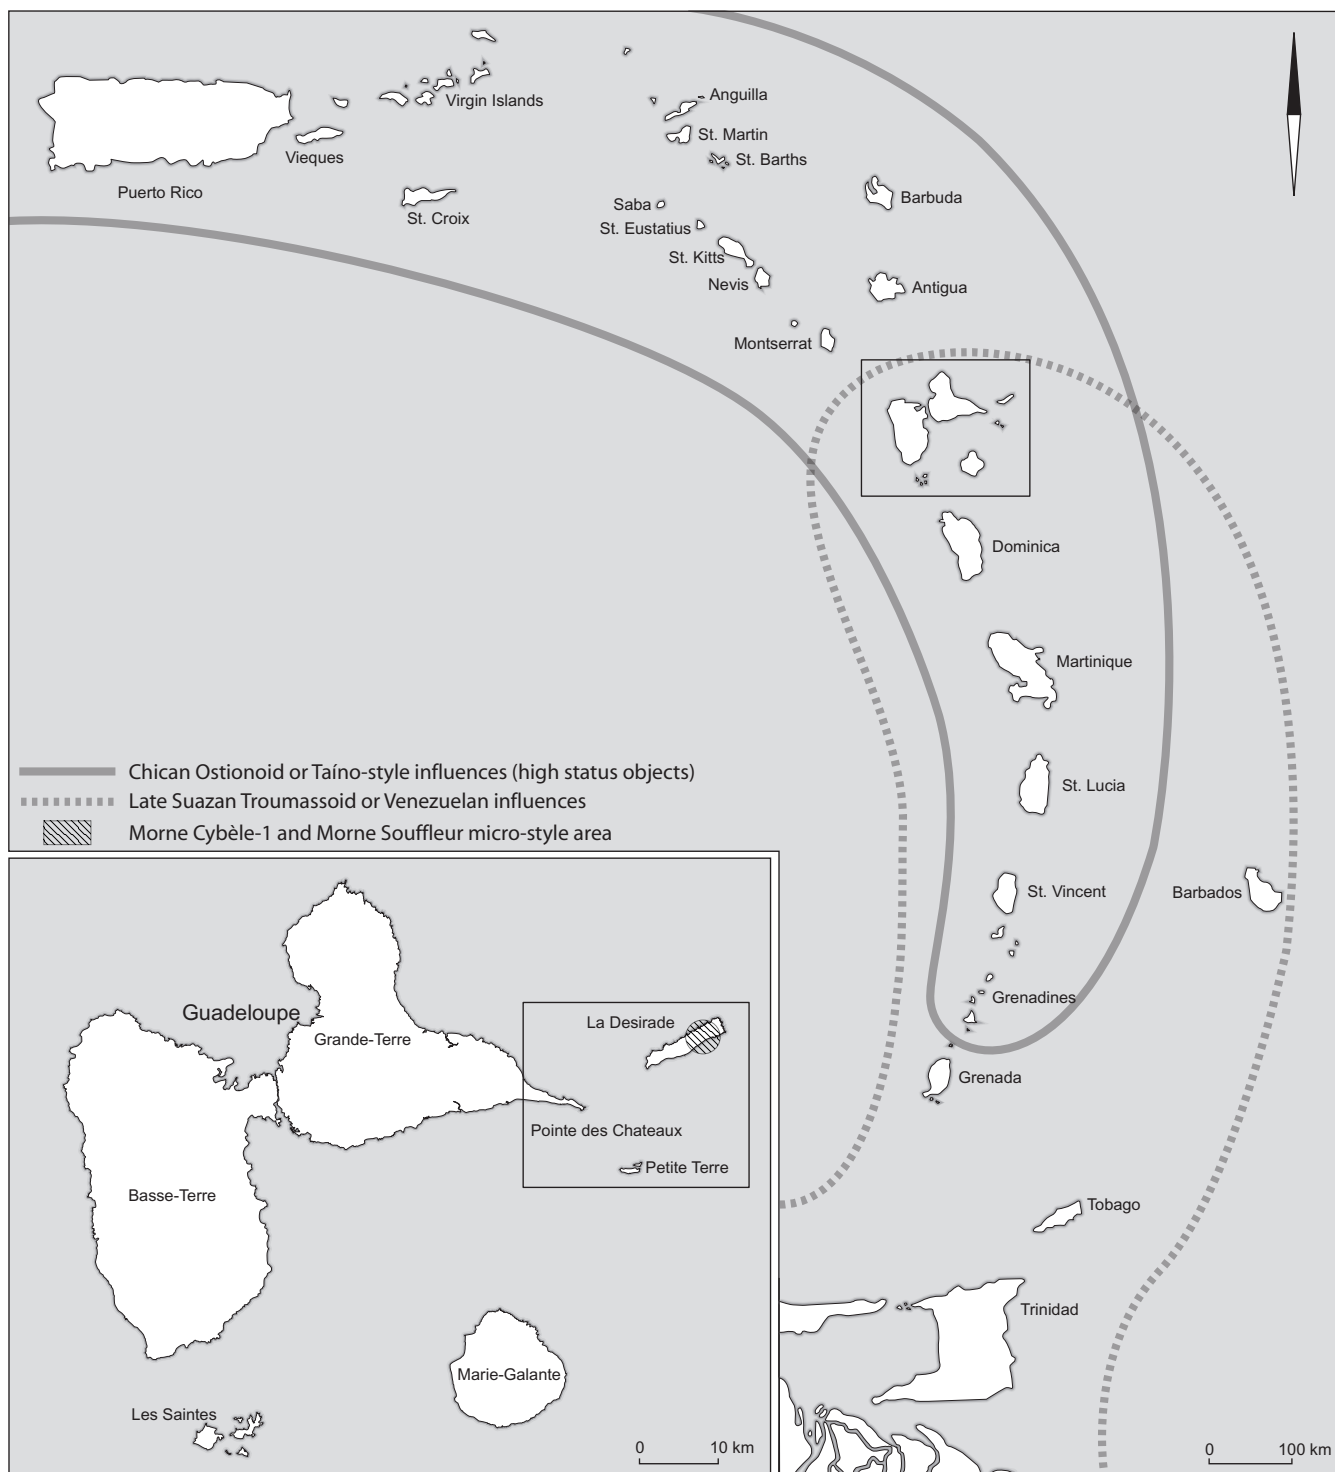 Anguilla
Virgin Islands
St. Martin
Vieques
St. Barths
Puerto Rico
Barbuda
Saba
St. Croix
St. Eustatius
St. Kitts
Nevis
Antigua
Montserrat
Dominica
Martinique
Chican Ostionoid or Taíno-style influences (high status objects)
Late Suazan Troumassoid or Venezuelan influences
Morne Cybèle-1 and Morne Souffleur micro-style area
St. Lucia
St. Vincent
Barbados
Grenadines
Grenada
Tobago
Trinidad
0 100 km
Guadeloupe
La Desirade
Grande-Terre
Pointe des Chateaux
Petite Terre
Basse-Terre
Marie-Galante
Les Saintes
0 10 km